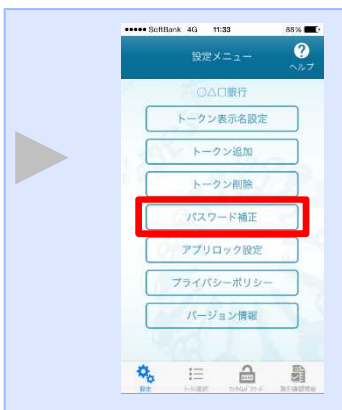 ●●●●● SoftBank 4G 11:33 88%
設定メニュー
?
ヘルプ
○△□銀行
トークン表示名設定
トークン追加
トークン削除
パスワード補正
アプリロック設定
プライバシーポリシー
バージョン情報
設定